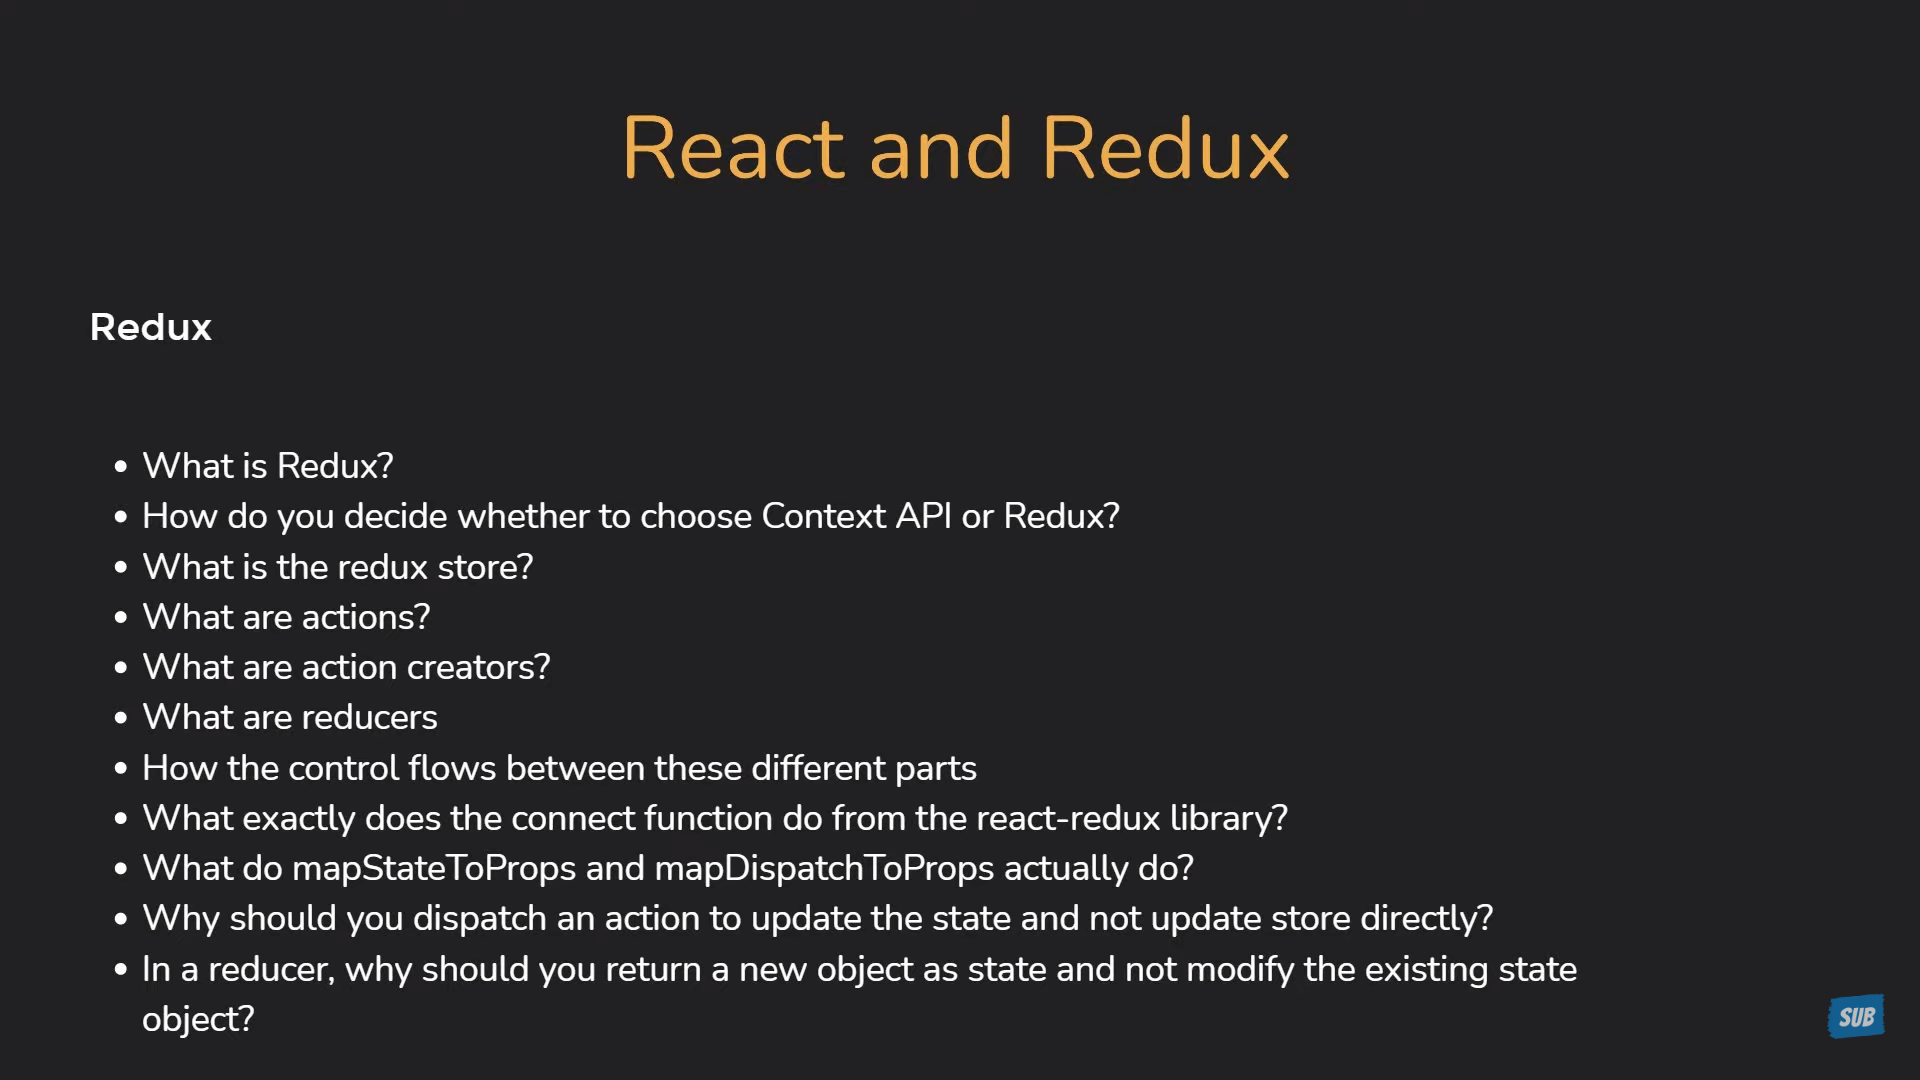 React and Redux
Redux
• What is Redux?
• How do you decide whether to choose Context API or Redux?
• What is the redux store?
• What are actions?
• What are action creators?
• What are reducers
• How the control flows between these different parts
• What exactly does the connect function do from the react-redux library?
• What do mapStateToProps and mapDispatchToProps actually do?
• Why should you dispatch an action to update the state and not update store directly?
• In a reducer, why should you return a new object as state and not modify the existing state
object?
SUB